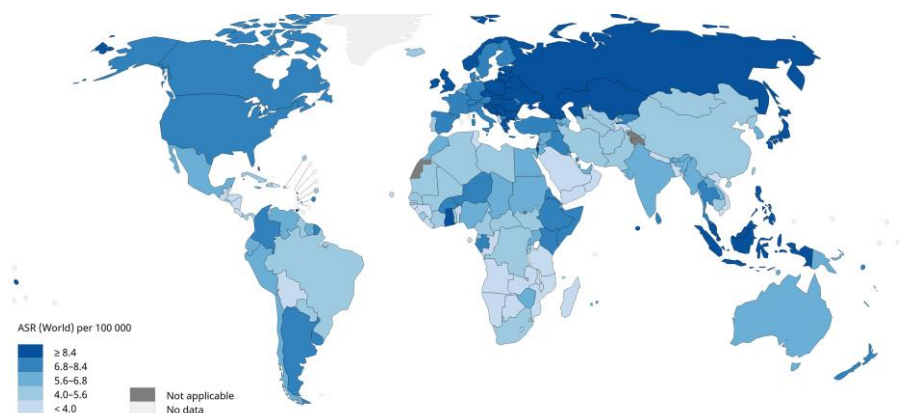 ASR (World) per 100 000
≥ 8.4
6.8–8.4
5.6–6.8
4.0–5.6
< 4.0
Not applicable
No data